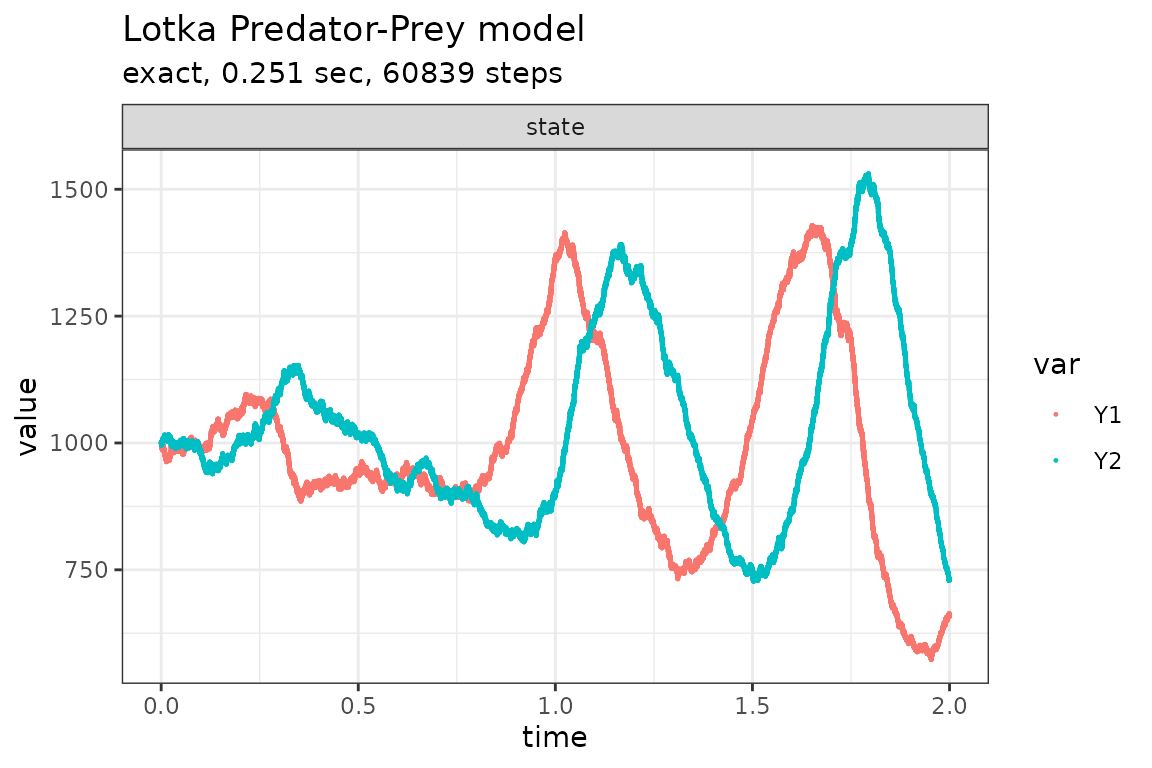 Lotka Predator-Prey model
exact, 0.251 sec, 60839 steps
state
value
1500
1250
1000
750
0.0 0.5 1.0 1.5 2.0
time
var
Y1
Y2